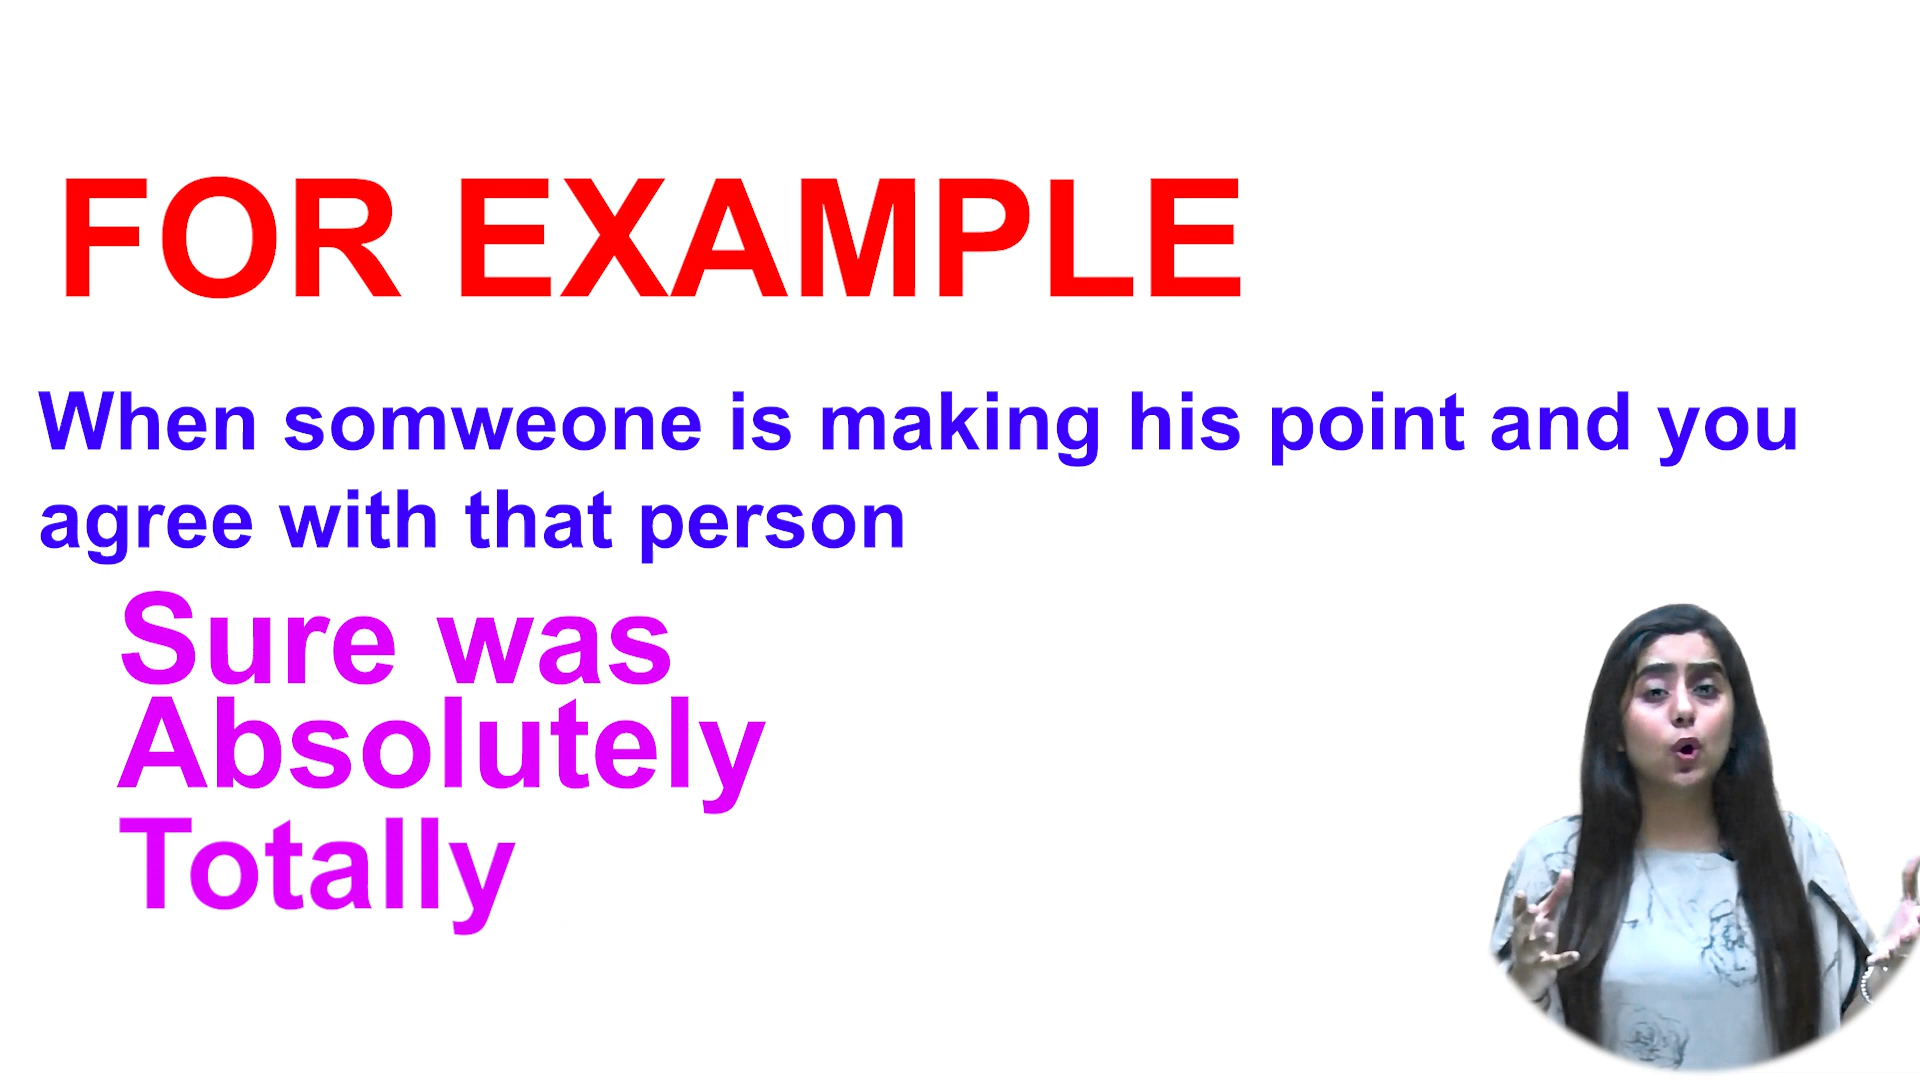 FOR EXAMPLE
When somweone is making his point and you
agree with that person
Sure was
Absolutely
Totally